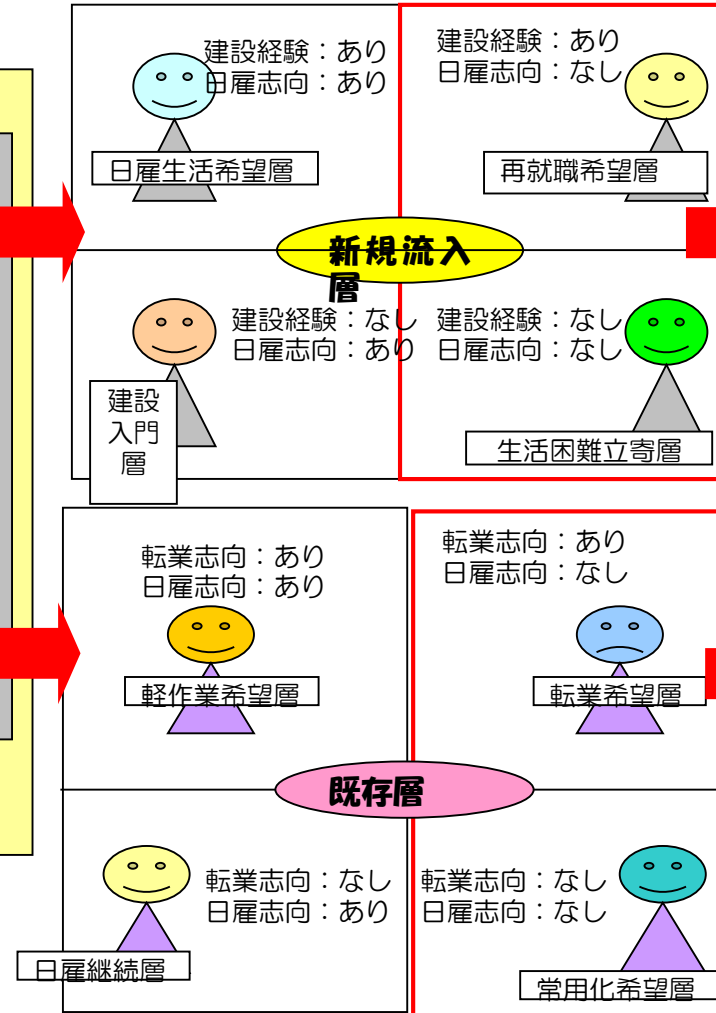 建設経験：あり
日雇志向：あり
日雇生活希望層
建設経験：あり
日雇志向：なし
再就職希望層
新規流入
層
建設経験：なし
日雇志向：あり
建設
入門
層
建設経験：なし
日雇志向：なし
生活困難立寄層
転業志向：あり
日雇志向：あり
軽作業希望層
転業志向：あり
日雇志向：なし
転業希望層
既存層
転業志向：なし
日雇志向：あり
日雇継続層
転業志向：なし
日雇志向：なし
常用化希望層